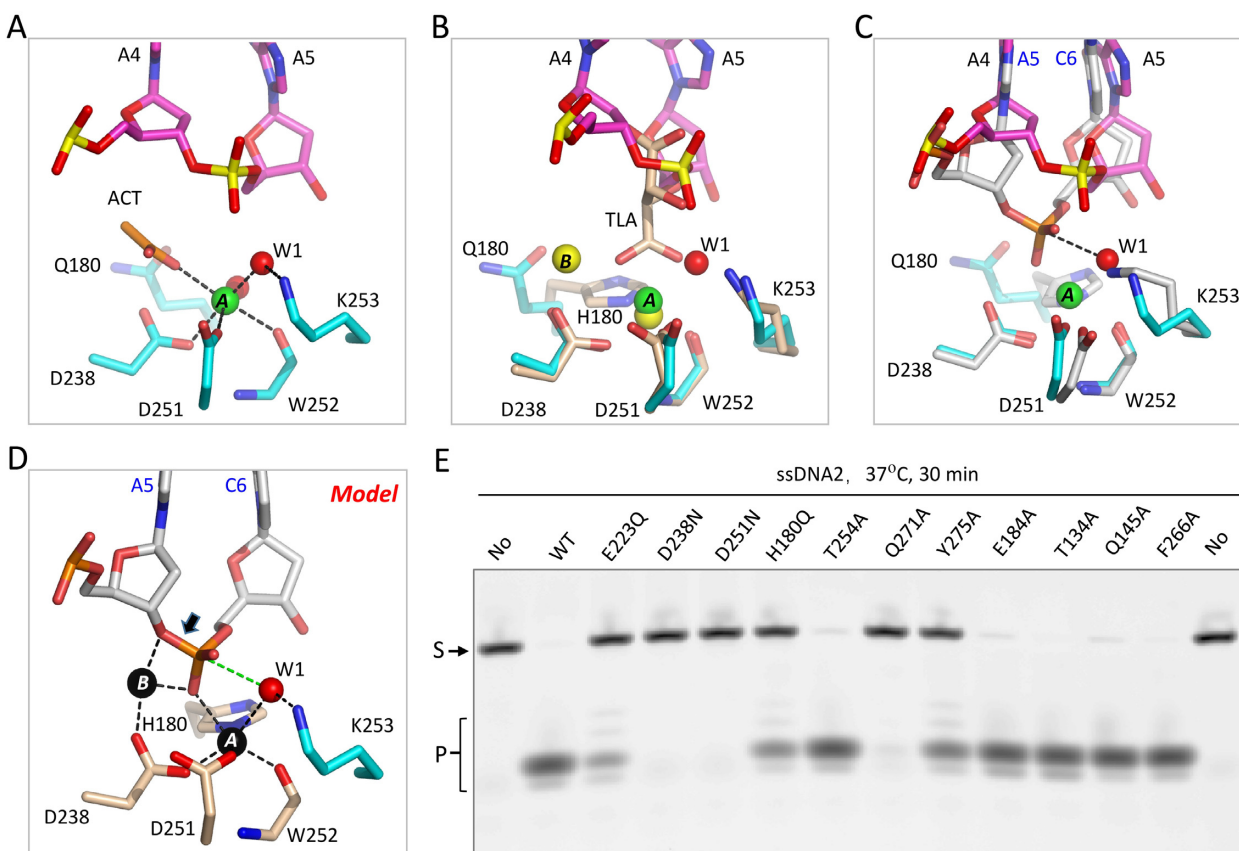 A
A4
A5
ACT
W1
Q180
A
K253
D238
D251
W252
B
A4
A5
TLA
Q180
B
W1
H180
A
K253
D238
D251
W252
C
A4
A5
C6
A5
W1
Q180
A
K253
D238
D251
W252
D
A5
C6
Model
W1
B
H180
K253
A
D238
D251
W252
E
ssDNA2, 37°C, 30 min
No WT E223Q D238N D251N H180Q T254A Q271A Y275A E184A T134A Q145A F266A No
S
P